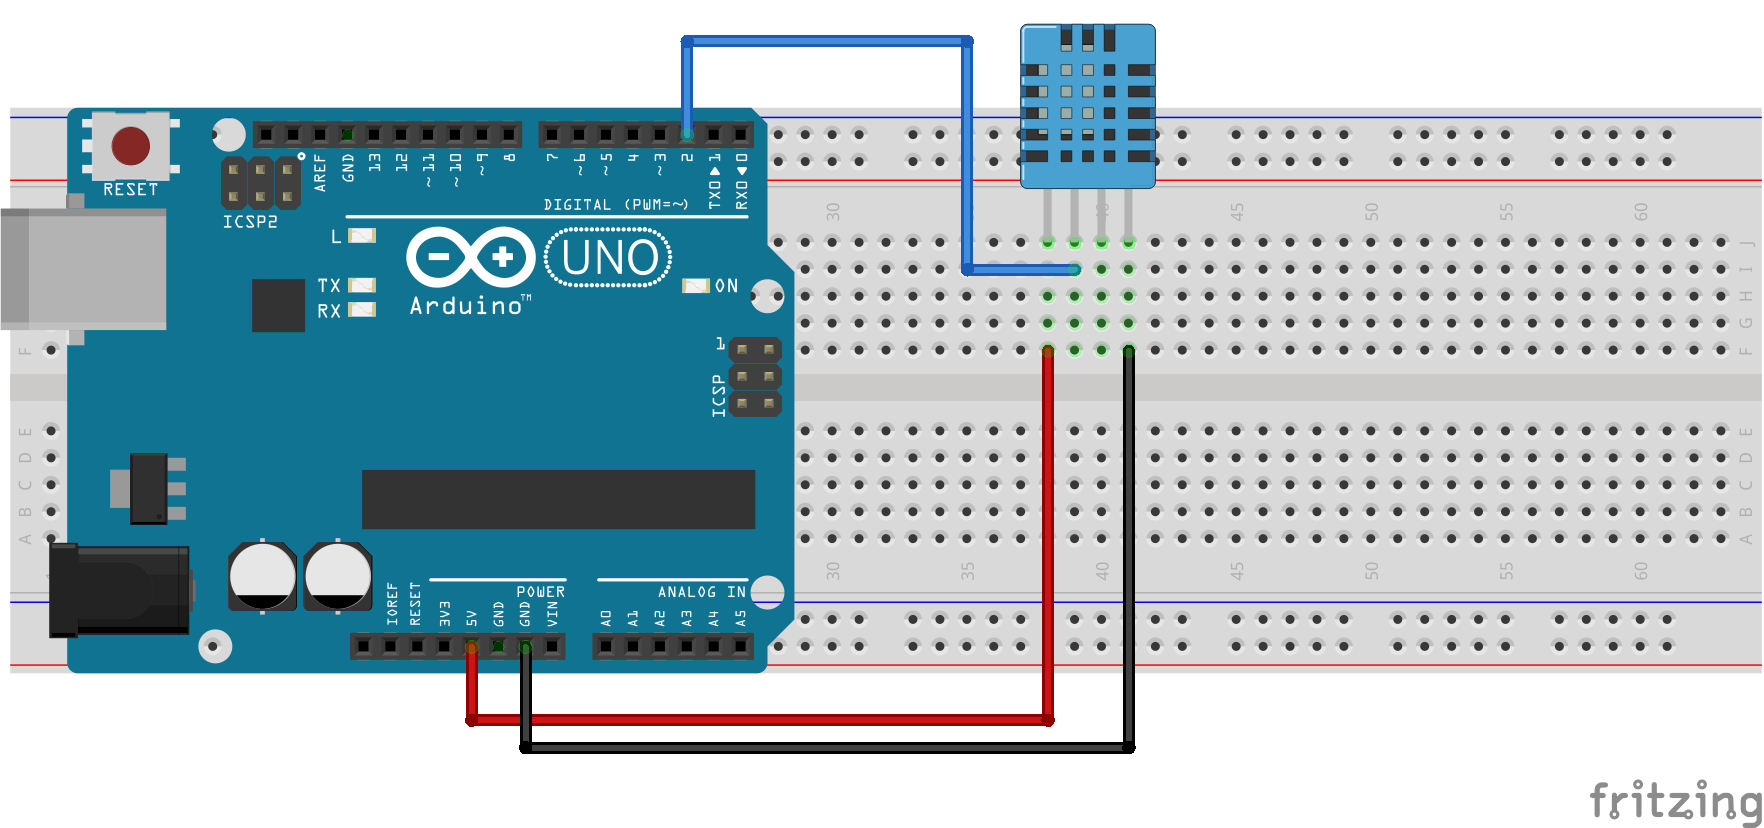 RESET
ICSP2
AREF
GND
13
12
~11
~10
~9
8
7
~6
~5
4
~3
2
TX0▶1
RX0◀0
DIGITAL (PWM=~)
L
TX
RX
UNO
Arduino™
ON
1
ICSP
IOREF
RESET
3V3
5V
GND
GND
VIN
POWER
ANALOG IN
A0
A1
A2
A3
A4
A5
30
40
45
50
55
60
J
I
H
G
F
F
E
D
C
B
A
E
D
C
B
A
30
35
40
45
50
55
60
fritzing